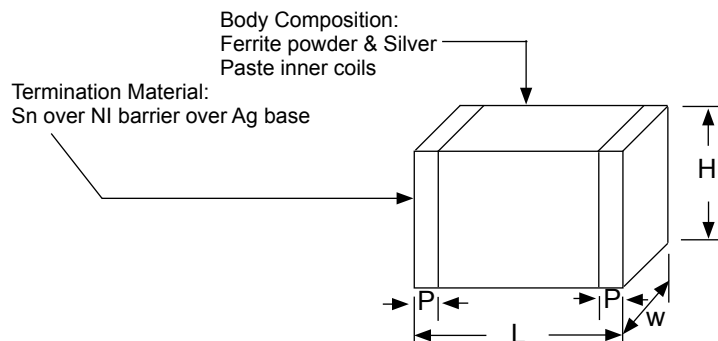 Body Composition:
Ferrite powder & Silver
Paste inner coils
Termination Material:
Sn over NI barrier over Ag base
H
P
P
W
L